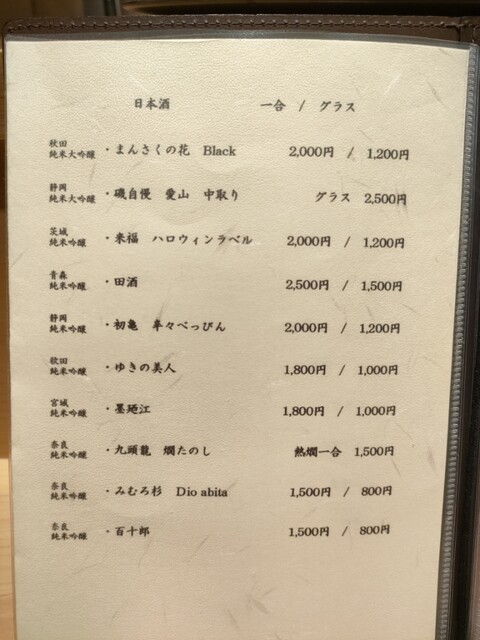 日本酒 一合 / グラス
秋田
純米大吟醸 ・まんさくの花 Black 2,000円 / 1,200円
静岡
純米大吟醸 ・磯自慢 愛山 中取り グラス 2,500円
茨城
純米吟醸 ・来福 ハロウィンラベル 2,000円 / 1,200円
青森
純米吟醸 ・田酒 2,500円 / 1,500円
静岡
純米吟醸 ・初亀 岸々べっぴん 2,000円 / 1,200円
秋田
純米吟醸 ・ゆきの美人 1,800円 / 1,000円
宮城
純米吟醸 ・墨廼江 1,800円 / 1,000円
奈良
純米吟醸 ・九頭龍 燗たのし 熱燗一合 1,500円
奈良
純米吟醸 ・みむろ杉 Dio abita 1,500円 / 800円
奈良
純米吟醸 ・百十郎 1,500円 / 800円